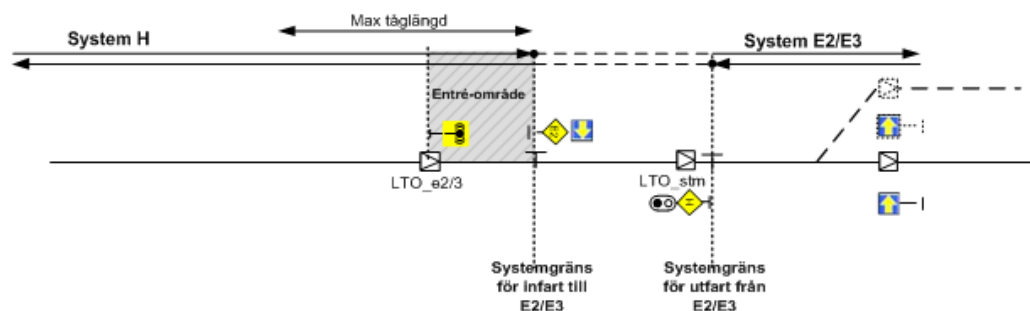 Max tåglängd
System H
System E2/E3
Entré-område
E2
LTO_e2/3
LTO_stm
H
Systemgräns
för infart till
E2/E3
Systemgräns
för utfart från
E2/E3